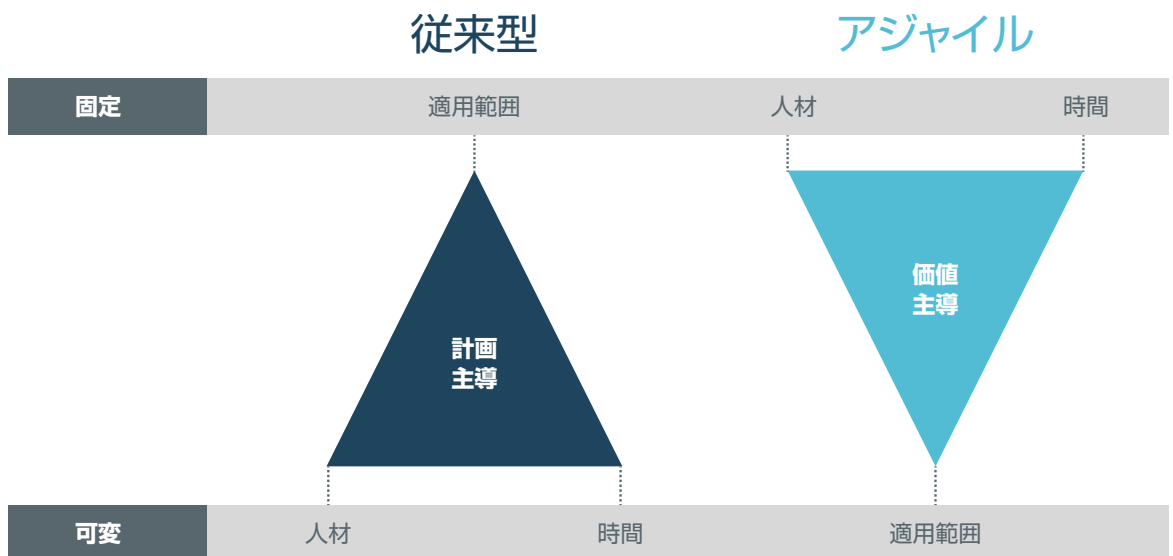 従来型
アジャイル
固定
適用範囲
人材
時間
計画
主導
価値
主導
可変
人材
時間
適用範囲